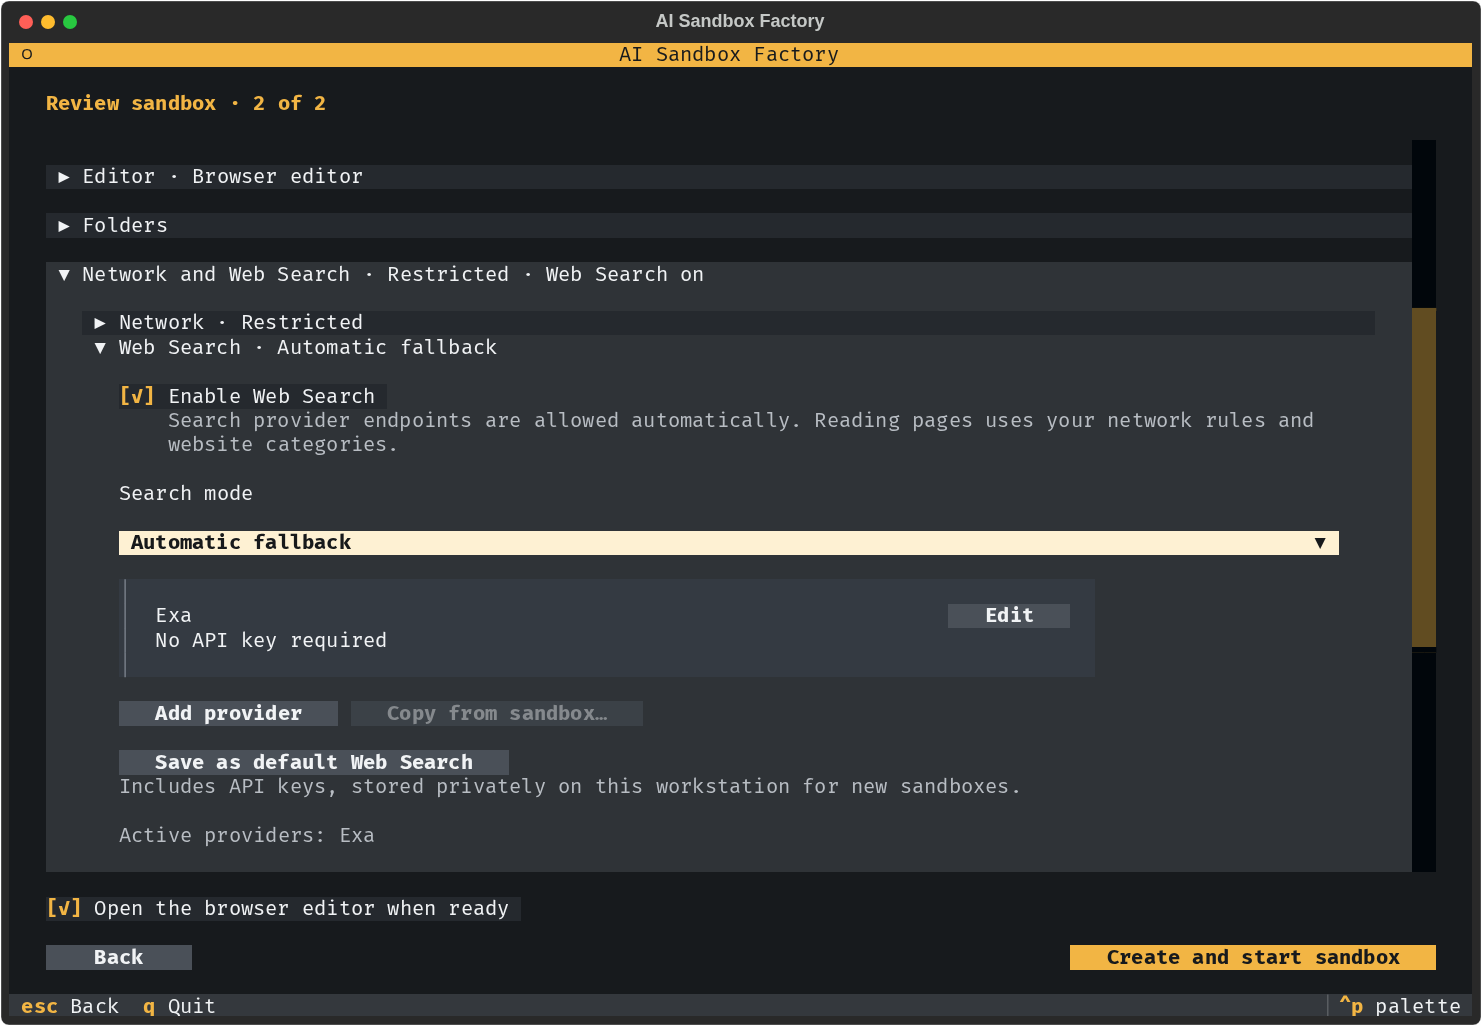 AI Sandbox Factory
O AI Sandbox Factory
Review sandbox · 2 of 2
▶ Editor · Browser editor
▶ Folders
▼ Network and Web Search · Restricted · Web Search on
▶ Network · Restricted
▼ Web Search · Automatic fallback
[√] Enable Web Search
Search provider endpoints are allowed automatically. Reading pages uses your network rules and
website categories.
Search mode
Automatic fallback ▼
Exa Edit
No API key required
Add provider Copy from sandbox…
Save as default Web Search
Includes API keys, stored privately on this workstation for new sandboxes.
Active providers: Exa
[√] Open the browser editor when ready
Back Create and start sandbox
esc Back q Quit ^p palette